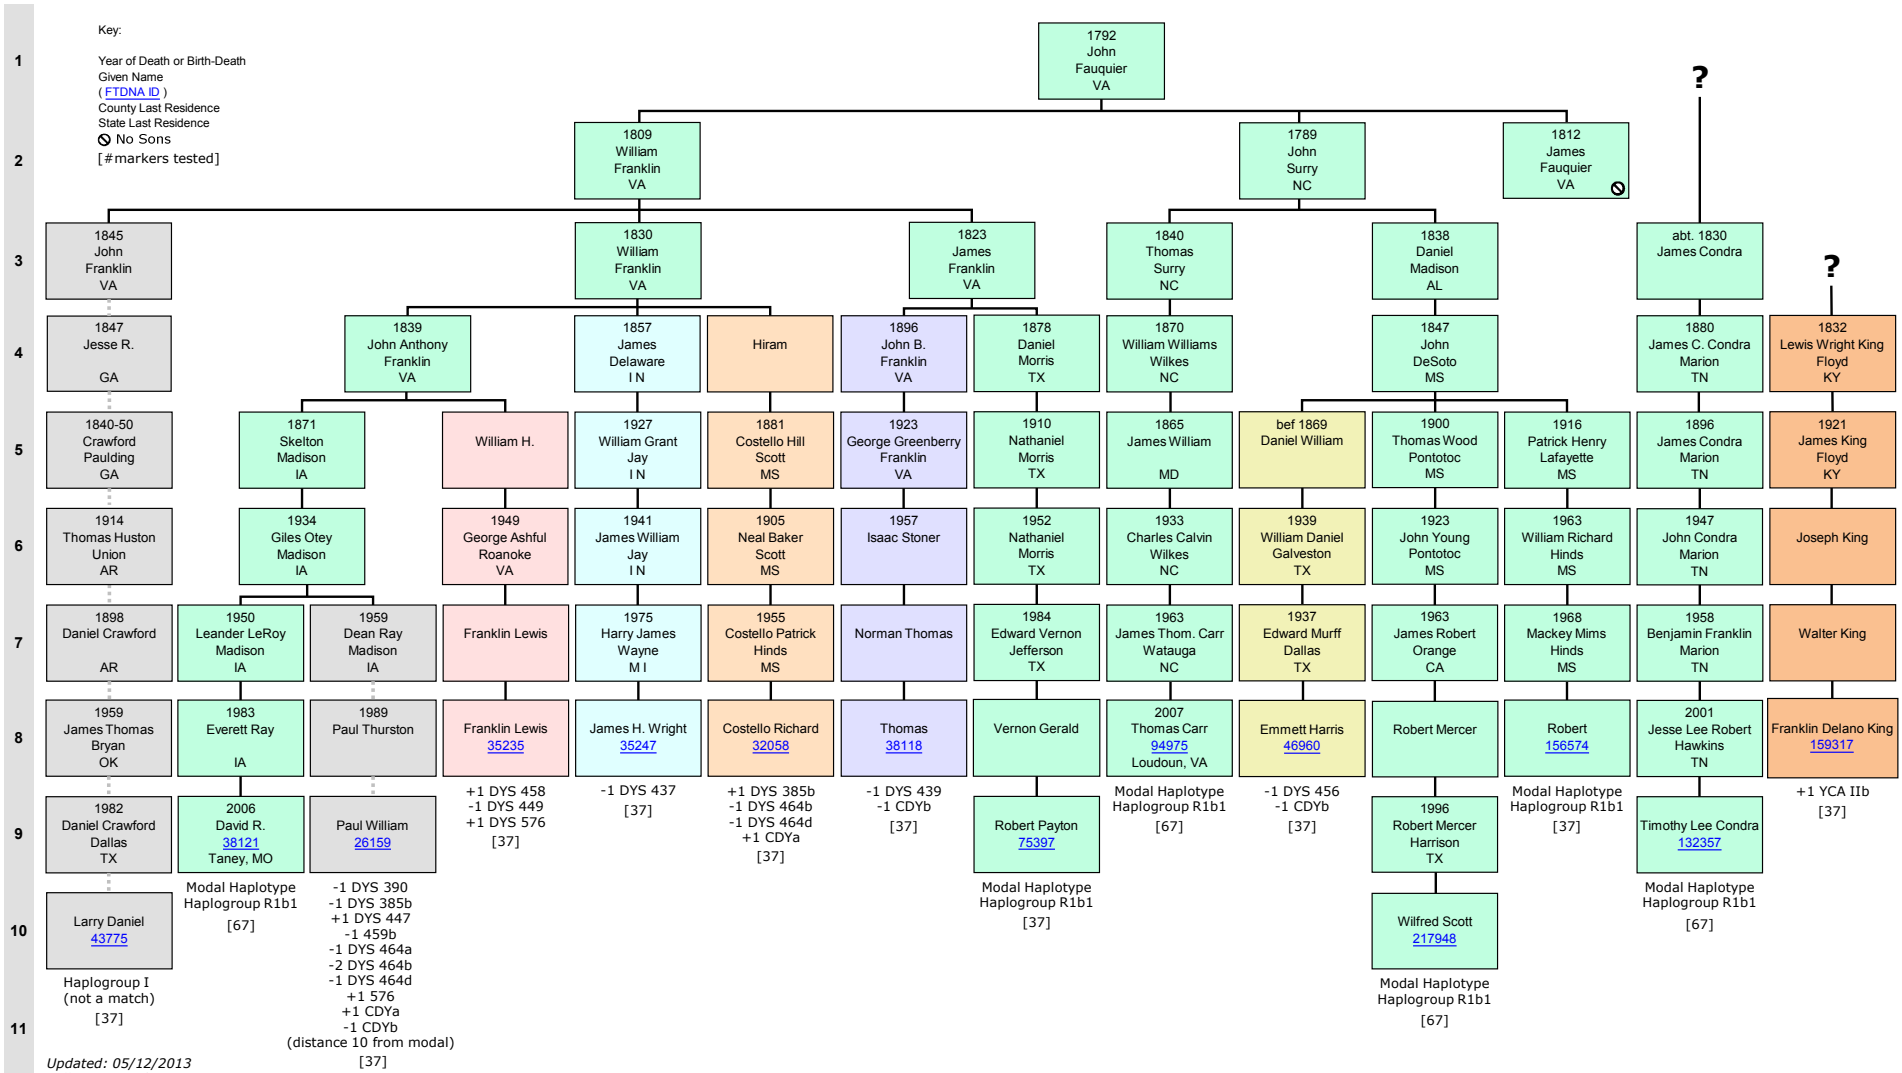 Key:
Year of Death or Birth-Death
Given Name
( FTDNA ID )
County Last Residence
State Last Residence
No Sons
[#markers tested]
1
1792
John
Fauquier
VA
?
2
1809
William
Franklin
VA
1789
John
Surry
NC
1812
James
Fauquier
VA
3
1845
John
Franklin
VA
1830
William
Franklin
VA
1823
James
Franklin
VA
1840
Thomas
Surry
NC
1838
Daniel
Madison
AL
abt. 1830
James Condra
?
4
1847
Jesse R.
GA
1839
John Anthony
Franklin
VA
1857
James
Delaware
IN
Hiram
1896
John B.
Franklin
VA
1878
Daniel
Morris
TX
1870
William Williams
Wilkes
NC
1847
John
DeSoto
MS
1880
James C. Condra
Marion
TN
1832
Lewis Wright King
Floyd
KY
5
1840-50
Crawford
Paulding
GA
1871
Skelton
Madison
IA
William H.
1927
William Grant
Jay
IN
1881
Costello Hill
Scott
MS
1923
George Greenberry
Franklin
VA
1910
Nathaniel
Morris
TX
1865
James William
MD
bef 1869
Daniel William
1900
Thomas Wood
Pontotoc
MS
1916
Patrick Henry
Lafayette
MS
1896
James Condra
Marion
TN
1921
James King
Floyd
KY
6
1914
Thomas Huston
Union
AR
1934
Giles Otey
Madison
IA
1949
George Ashful
Roanoke
VA
1941
James William
Jay
IN
1905
Neal Baker
Scott
MS
1957
Isaac Stoner
1952
Nathaniel
Morris
TX
1933
Charles Calvin
Wilkes
NC
1939
William Daniel
Galveston
TX
1923
John Young
Pontotoc
MS
1963
William Richard
Hinds
MS
1947
John Condra
Marion
TN
Joseph King
7
1898
Daniel Crawford
AR
1950
Leander LeRoy
Madison
IA
1959
Dean Ray
Madison
IA
Franklin Lewis
1975
Harry James
Wayne
MI
1955
Costello Patrick
Hinds
MS
Norman Thomas
1984
Edward Vernon
Jefferson
TX
1963
James Thom. Carr
Watauga
NC
1937
Edward Murff
Dallas
TX
1963
James Robert
Orange
CA
1968
Mackey Mims
Hinds
MS
1958
Benjamin Franklin
Marion
TN
Walter King
8
1959
James Thomas
Bryan
OK
1983
Everett Ray
IA
1989
Paul Thurston
Franklin Lewis
35235
James H. Wright
35247
Costello Richard
32058
Thomas
38118
Vernon Gerald
2007
Thomas Carr
94975
Loudoun, VA
Emmett Harris
46960
Robert Mercer
Robert
156574
2001
Jesse Lee Robert
Hawkins
TN
Franklin Delano King
159317
+1 DYS 458
-1 DYS 449
+1 DYS 576
[37]
-1 DYS 437
[37]
+1 DYS 385b
-1 DYS 464b
-1 DYS 464d
+1 CDYa
[37]
-1 DYS 439
-1 CDYb
[37]
Modal Haplotype
Haplogroup R1b1
[67]
-1 DYS 456
-1 CDYb
[37]
Modal Haplotype
Haplogroup R1b1
[37]
+1 YCA IIb
[37]
9
1982
Daniel Crawford
Dallas
TX
2006
David R.
38121
Taney, MO
Paul William
26159
Robert Payton
75397
1996
Robert Mercer
Harrison
TX
Timothy Lee Condra
132357
Modal Haplotype
Haplogroup R1b1
[67]
-1 DYS 390
-1 DYS 385b
+1 DYS 447
-1 459b
-1 DYS 464a
-2 DYS 464b
-1 DYS 464d
+1 576
+1 CDYa
-1 CDYb
(distance 10 from modal)
[37]
Modal Haplotype
Haplogroup R1b1
[37]
Modal Haplotype
Haplogroup R1b1
[67]
10
Larry Daniel
43775
Wilfred Scott
217948
Haplogroup I
(not a match)
[37]
Modal Haplotype
Haplogroup R1b1
[67]
11
Updated: 05/12/2013